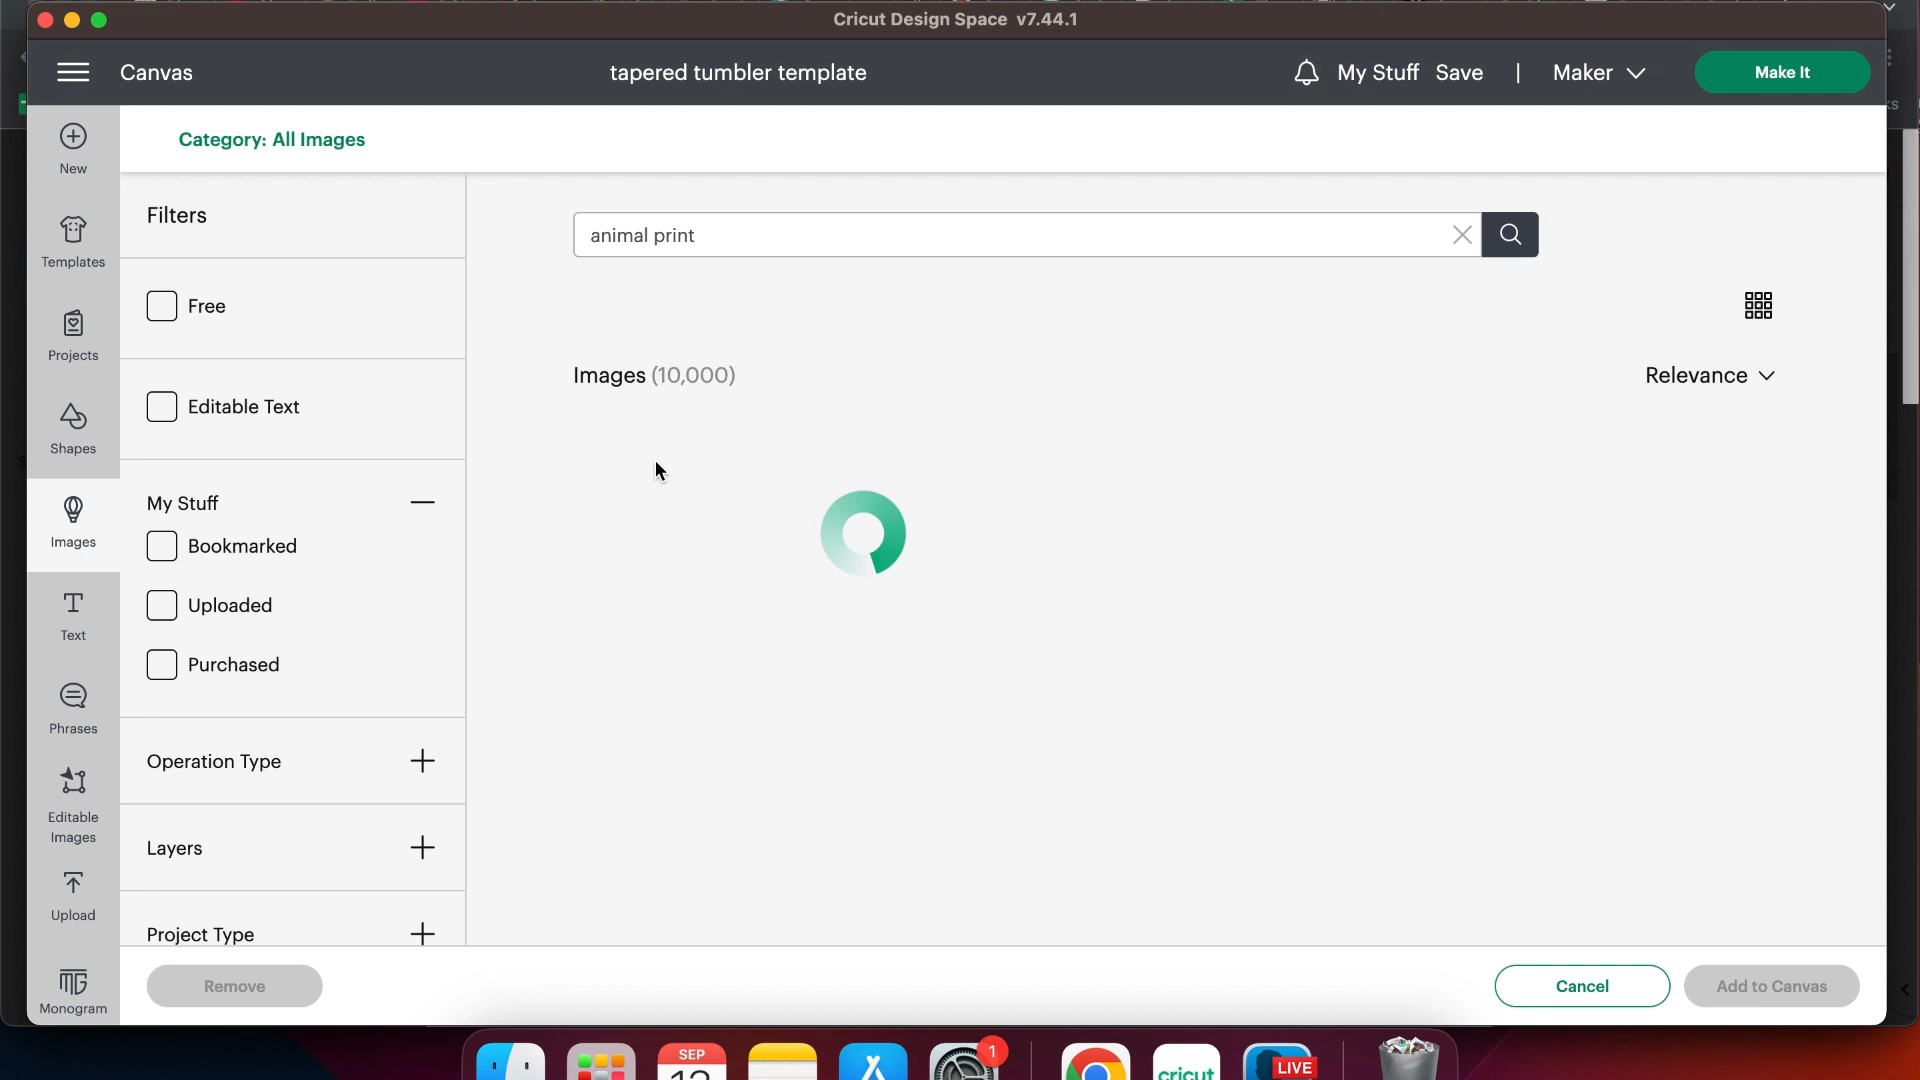 Cricut Design Space v7.44.1
Canvas
tapered tumbler template
My Stuff Save | Maker
Make It
Category: All Images
New
Templates
Projects
Shapes
Images
Text
Phrases
Editable
Images
Upload
Monogram
Filters
Free
Editable Text
My Stuff
Bookmarked
Uploaded
Purchased
Operation Type
Layers
Project Type
animal print
Images (10,000)
Relevance
Remove
Cancel
Add to Canvas
SEP
1
cricut
LIVE